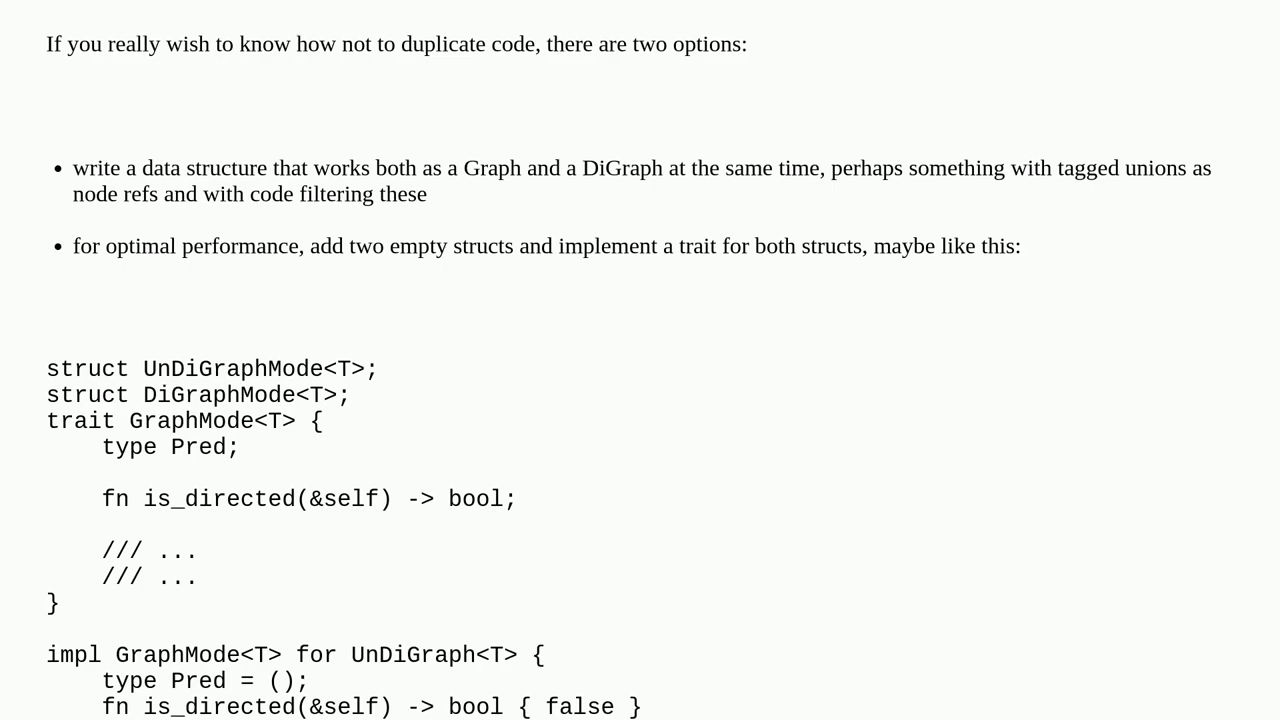 If you really wish to know how not to duplicate code, there are two options:
• write a data structure that works both as a Graph and a DiGraph at the same time, perhaps something with tagged unions as
node refs and with code filtering these
• for optimal performance, add two empty structs and implement a trait for both structs, maybe like this:
struct UnDiGraphMode<T>;
struct DiGraphMode<T>;
trait GraphMode<T> {
    type Pred;
    fn is_directed(&self) -> bool;
    /// ...
    /// ...
}
impl GraphMode<T> for UnDiGraph<T> {
    type Pred = ();
    fn is_directed(&self) -> bool { false }